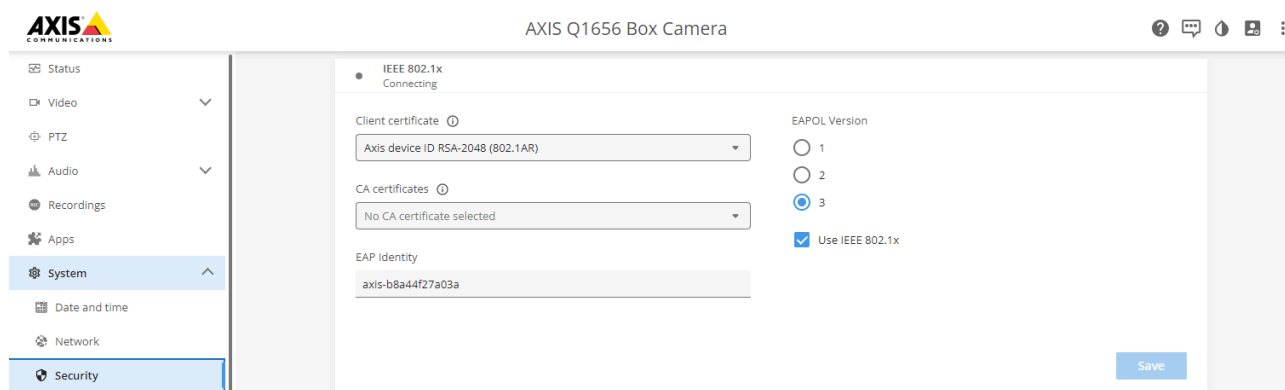 AXIS
COMMUNICATIONS
AXIS Q1656 Box Camera
Status
Video
PTZ
Audio
Recordings
Apps
System
Date and time
Network
Security
IEEE 802.1x
Connecting
Client certificate
Axis device ID RSA-2048 (802.1AR)
CA certificates
No CA certificate selected
EAP Identity
axis-b8a44f27a03a
EAPOL Version
1
2
3
Use IEEE 802.1x
Save